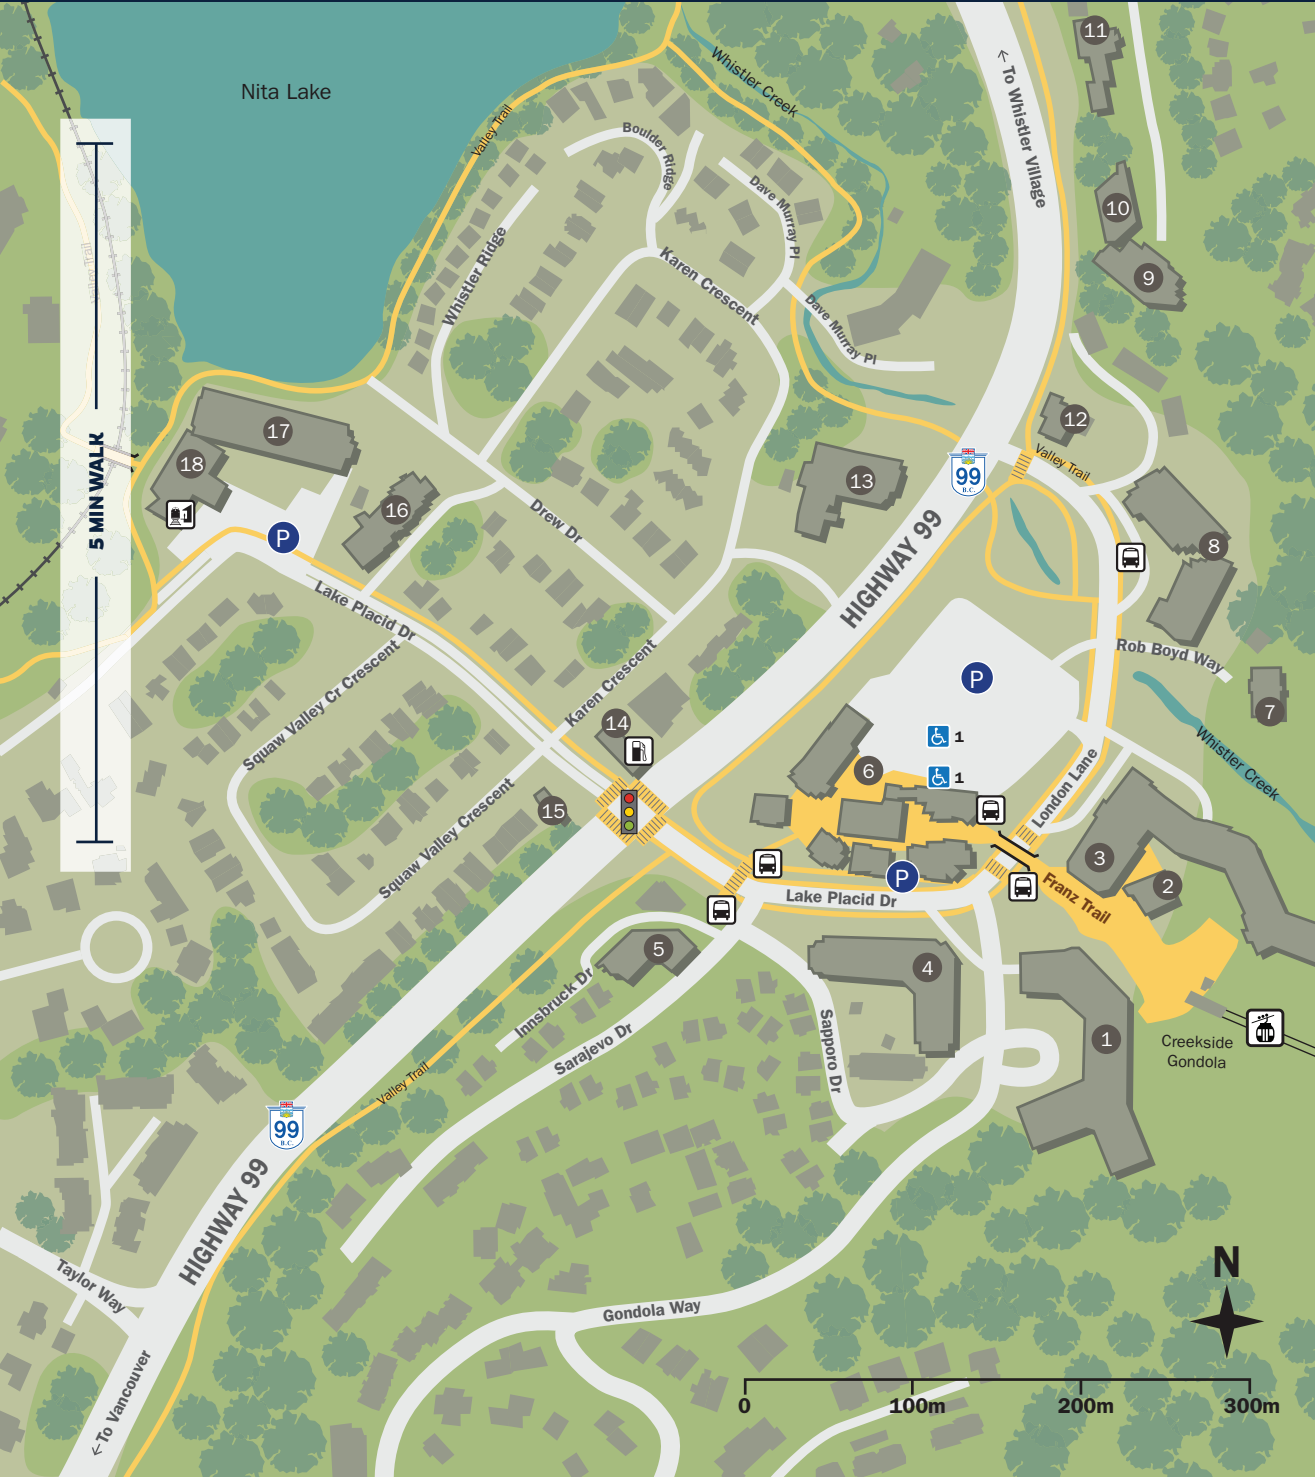 11
Whistler Creek
← To Whistler Village
Nita Lake
Valley Trail
Boulder Ridge
Dave Murray Pl
10
9
Whistler Ridge
Karen Crescent
Dave Murray Pl
Valley Trail
5 MIN WALK
12
17
18
16
13
99
B.C.
Valley Trail
Drew Dr
P
HIGHWAY 99
8
Lake Placid Dr
Rob Boyd Way
P
7
Squaw Valley Cr Crescent
Karen Crescent
14
1
6
1
Whistler Creek
London Lane
15
Squaw Valley Crescent
3
2
P
Lake Placid Dr
Franz Trail
5
4
Innsbruck Dr
Sarajevo Dr
Sapporo Dr
1
Creekside
Gondola
Valley Trail
99
B.C.
HIGHWAY 99
Taylor Way
Gondola Way
N
← To Vancouver
0 100m 200m 300m